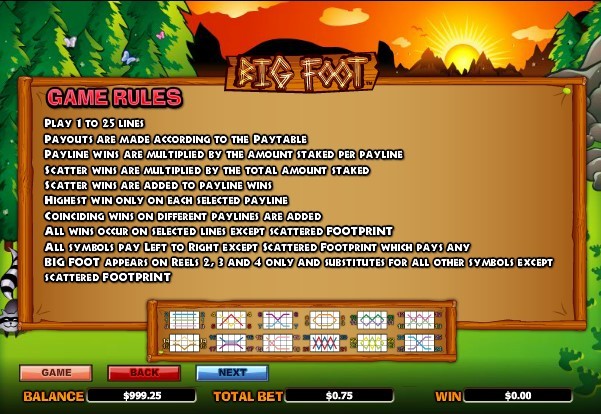 BIG FOOT
GAME RULES
PLAY 1 TO 25 LINES
PAYOUTS ARE MADE ACCORDING TO THE PAYTABLE
PAYLINE WINS ARE MULTIPLIED BY THE AMOUNT STAKED PER PAYLINE
SCATTER WINS ARE MULTIPLIED BY THE TOTAL AMOUNT STAKED
SCATTER WINS ARE ADDED TO PAYLINE WINS
HIGHEST WIN ONLY ON EACH SELECTED PAYLINE
COINCIDING WINS ON DIFFERENT PAYLINES ARE ADDED
ALL WINS OCCUR ON SELECTED LINES EXCEPT SCATTERED FOOTPRINT
ALL SYMBOLS PAY LEFT TO RIGHT EXCEPT SCATTERED FOOTPRINT WHICH PAYS ANY
BIG FOOT APPEARS ON REELS 2, 3 AND 4 ONLY AND SUBSTITUTES FOR ALL OTHER SYMBOLS EXCEPT
SCATTERED FOOTPRINT
GAME BACK NEXT
BALANCE $999.25 TOTAL BET $0.75 WIN $0.00